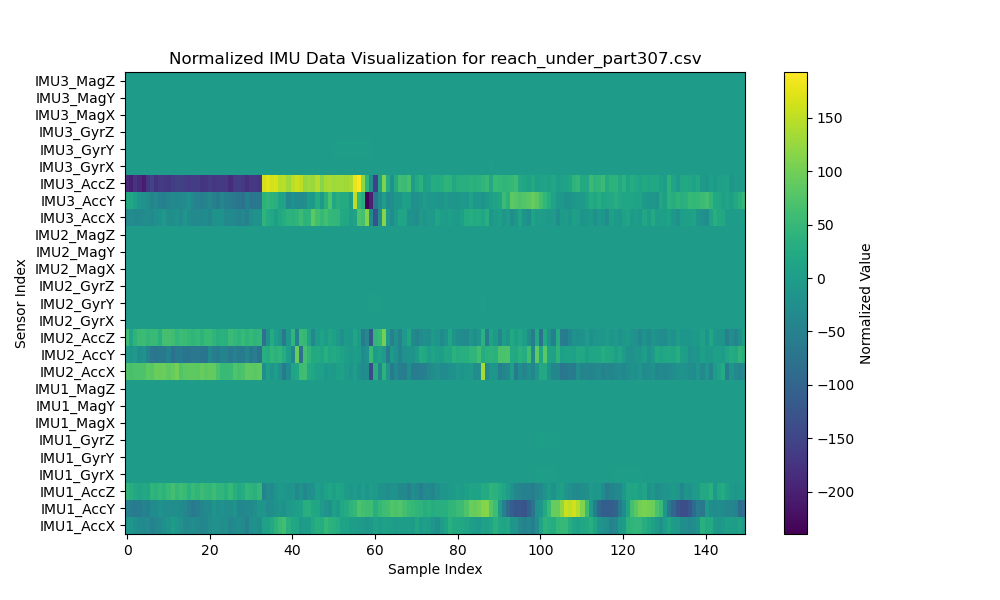 Normalized IMU Data Visualization for reach_under_part307.csv
IMU3_MagZ
IMU3_MagY
IMU3_MagX
IMU3_GyrZ
IMU3_GyrY
IMU3_GyrX
IMU3_AccZ
IMU3_AccY
IMU3_AccX
IMU2_MagZ
IMU2_MagY
IMU2_MagX
IMU2_GyrZ
IMU2_GyrY
IMU2_GyrX
IMU2_AccZ
IMU2_AccY
IMU2_AccX
IMU1_MagZ
IMU1_MagY
IMU1_MagX
IMU1_GyrZ
IMU1_GyrY
IMU1_GyrX
IMU1_AccZ
IMU1_AccY
IMU1_AccX
Sensor Index
0 20 40 60 80 100 120 140
Sample Index
150
100
50
0
−50
−100
−150
−200
Normalized Value